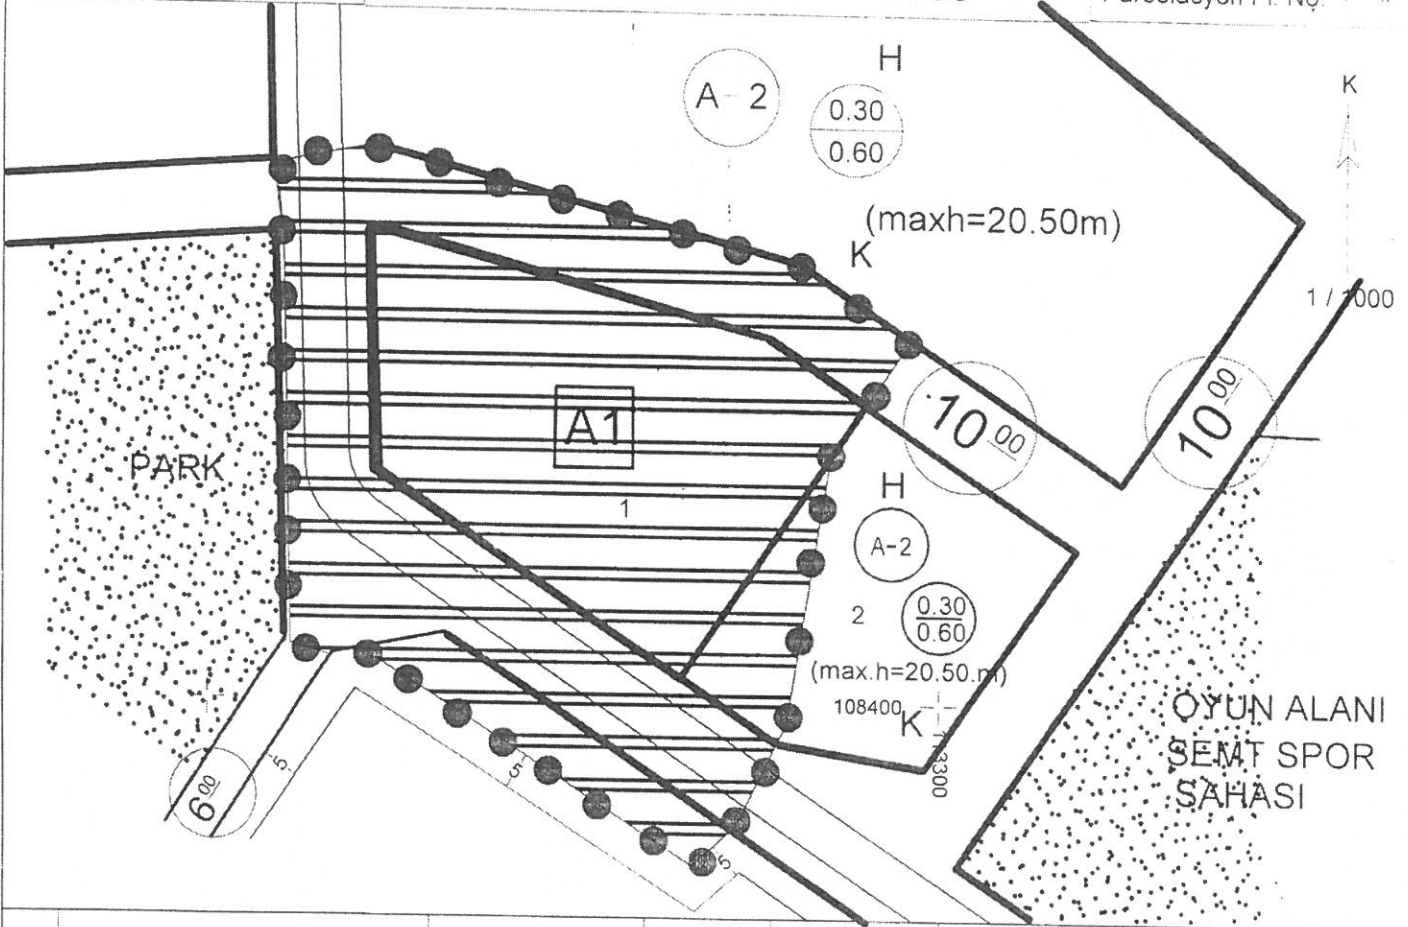 H
A-2
0.30
0.60
(maxh=20.50m)
K
K
1 / 1000
10.00
10.00
A1
PARK
1
H
A-2
2
0.30
0.60
(max.h=20.50.m)
108400
K
3300
OYUN ALANI
SEMT SPOR
SAHASI
6.00
-5-
5
5